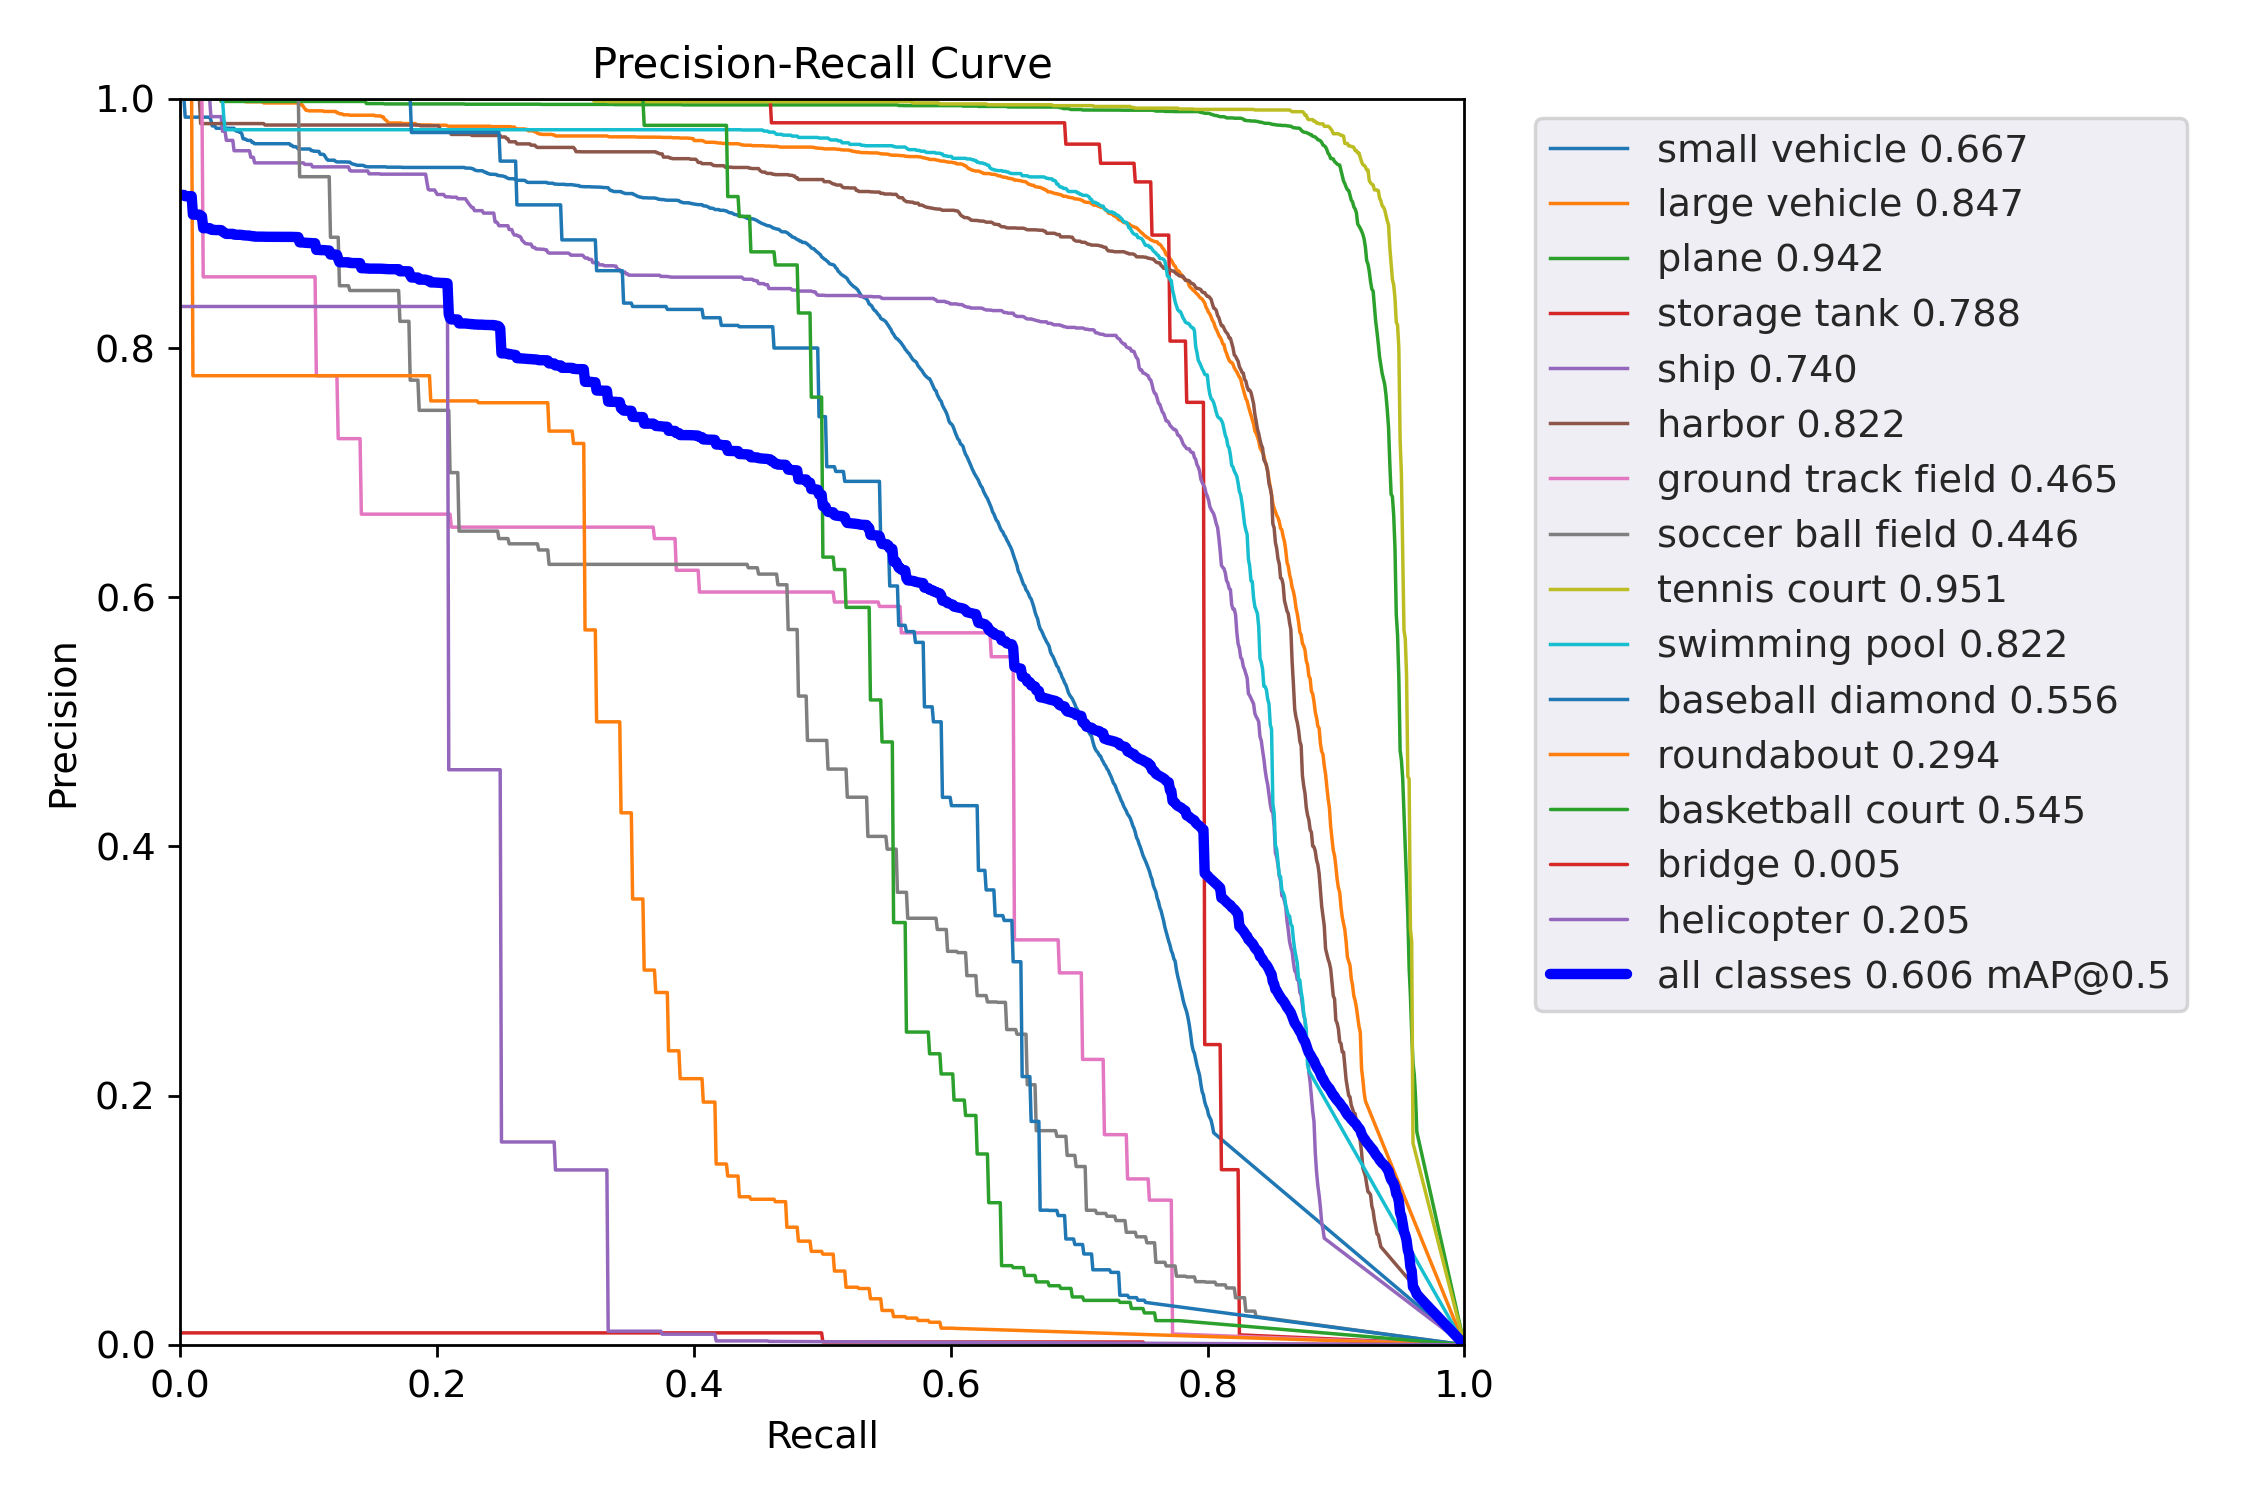 Precision-Recall Curve
1.0
0.8
0.6
0.4
0.2
0.0
Precision
0.0 0.2 0.4 0.6 0.8 1.0
Recall
small vehicle 0.667
large vehicle 0.847
plane 0.942
storage tank 0.788
ship 0.740
harbor 0.822
ground track field 0.465
soccer ball field 0.446
tennis court 0.951
swimming pool 0.822
baseball diamond 0.556
roundabout 0.294
basketball court 0.545
bridge 0.005
helicopter 0.205
all classes 0.606 mAP@0.5